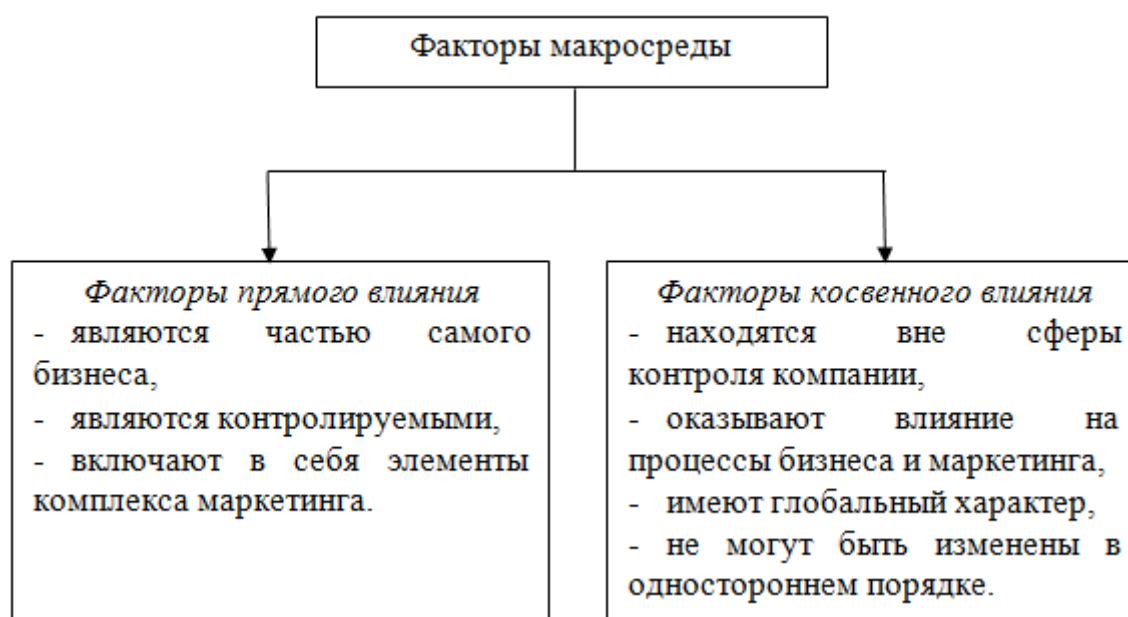 Факторы макросреды
Факторы прямого влияния
- являются частью самого
бизнеса,
- являются контролируемыми,
- включают в себя элементы
комплекса маркетинга.
Факторы косвенного влияния
- находятся вне сферы
контроля компании,
- оказывают влияние на
процессы бизнеса и маркетинга,
- имеют глобальный характер,
- не могут быть изменены в
одностороннем порядке.